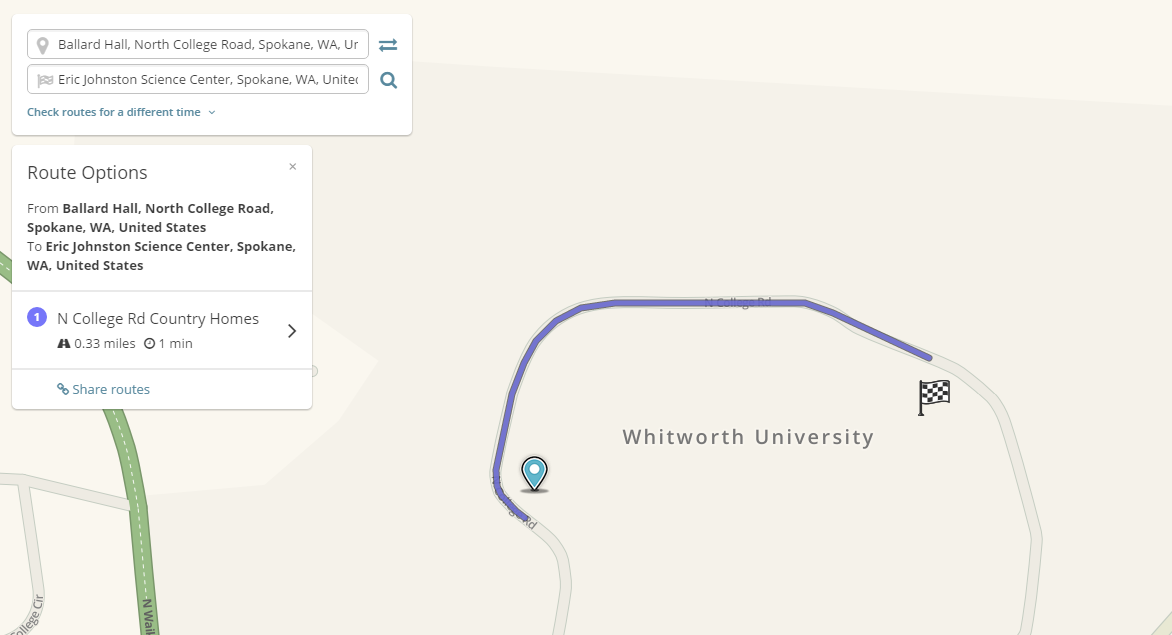 Ballard Hall, North College Road, Spokane, WA, Ur
Eric Johnston Science Center, Spokane, WA, United
Check routes for a different time
Route Options
×
From Ballard Hall, North College Road,
Spokane, WA, United States
To Eric Johnston Science Center, Spokane,
WA, United States
1
N College Rd Country Homes
0.33 miles 1 min
Share routes
N College Rd
Whitworth University
N College Rd
College Cir